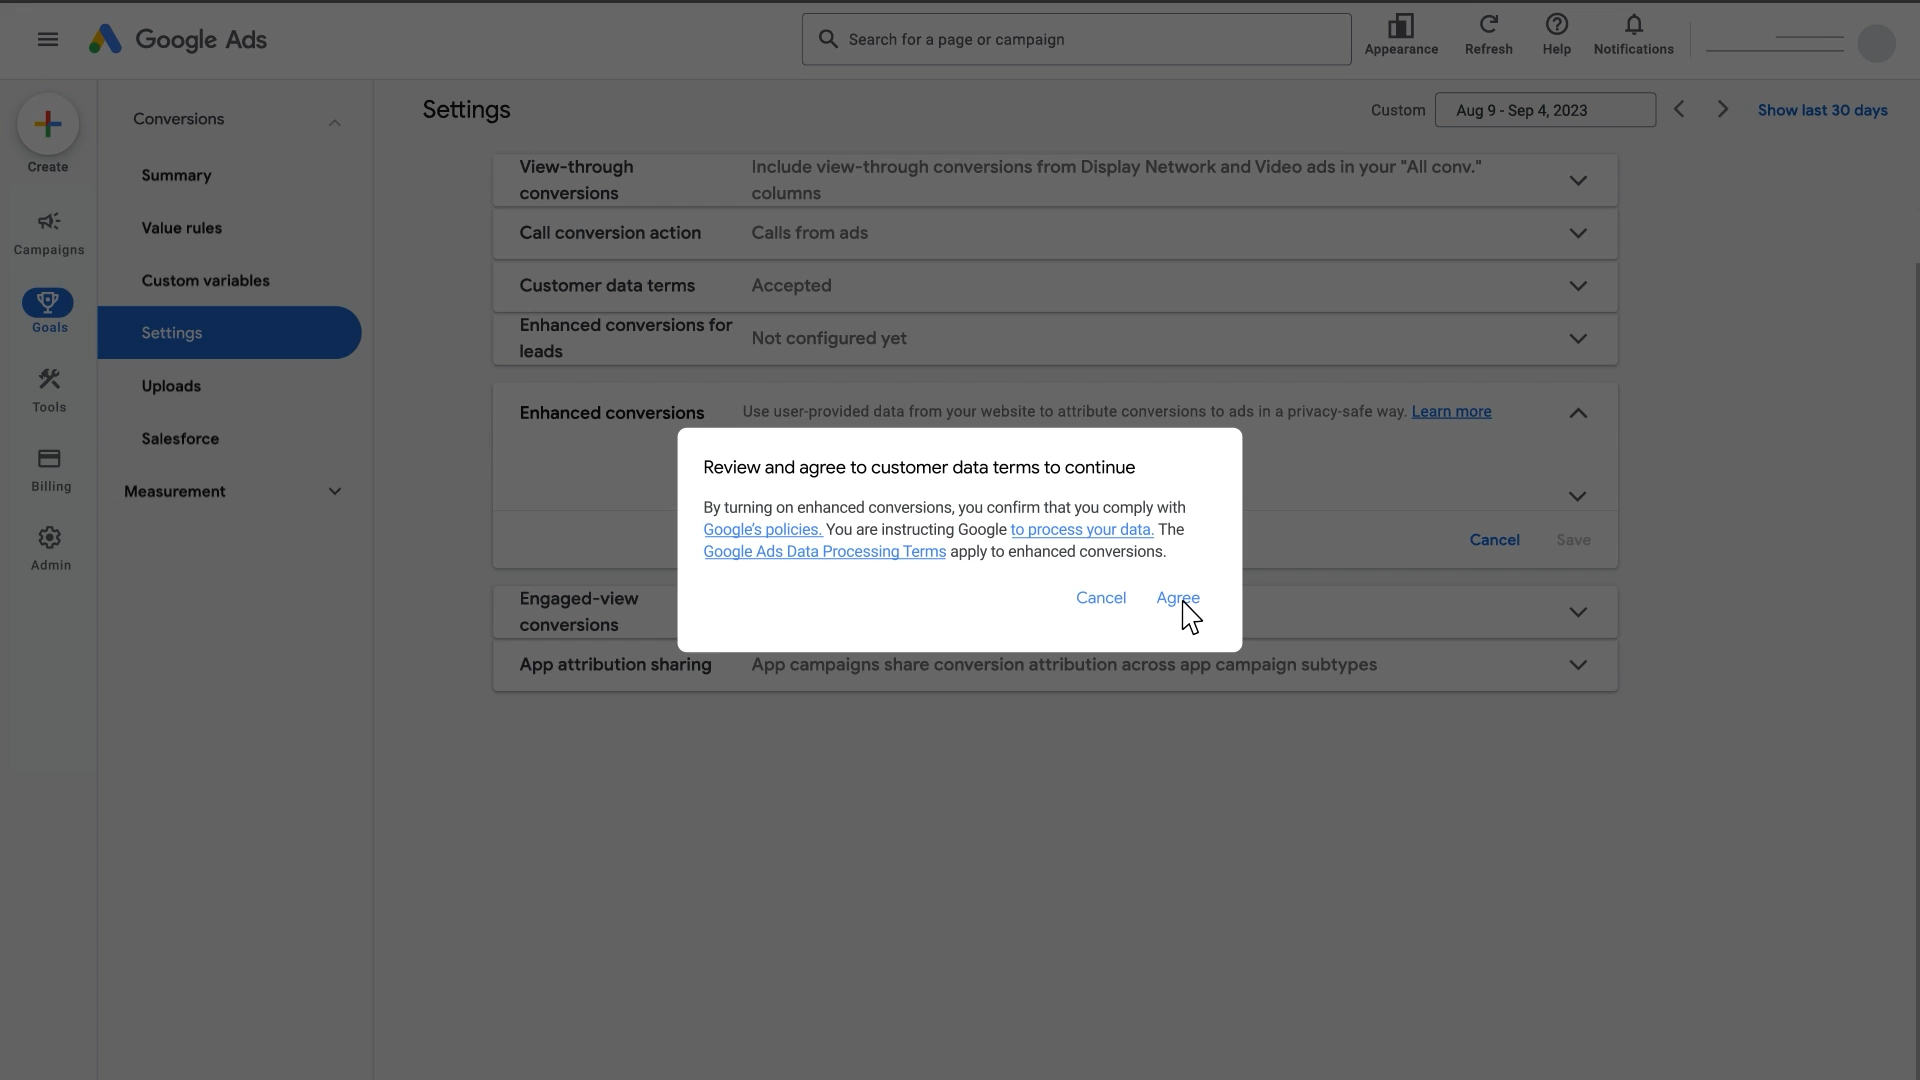 Google Ads
Search for a page or campaign
Appearance
Refresh
Help
Notifications
Create
Campaigns
Goals
Tools
Billing
Admin
Conversions
Summary
Value rules
Custom variables
Settings
Uploads
Salesforce
Measurement
Settings
Custom
Aug 9 - Sep 4, 2023
Show last 30 days
View-through
conversions
Include view-through conversions from Display Network and Video ads in your "All conv."
columns
Call conversion action
Calls from ads
Customer data terms
Accepted
Enhanced conversions for
leads
Not configured yet
Enhanced conversions
Use user-provided data from your website to attribute conversions to ads in a privacy-safe way. Learn more
Cancel
Save
Review and agree to customer data terms to continue
By turning on enhanced conversions, you confirm that you comply with
Google's policies. You are instructing Google to process your data. The
Google Ads Data Processing Terms apply to enhanced conversions.
Cancel
Agree
Engaged-view
conversions
App attribution sharing
App campaigns share conversion attribution across app campaign subtypes